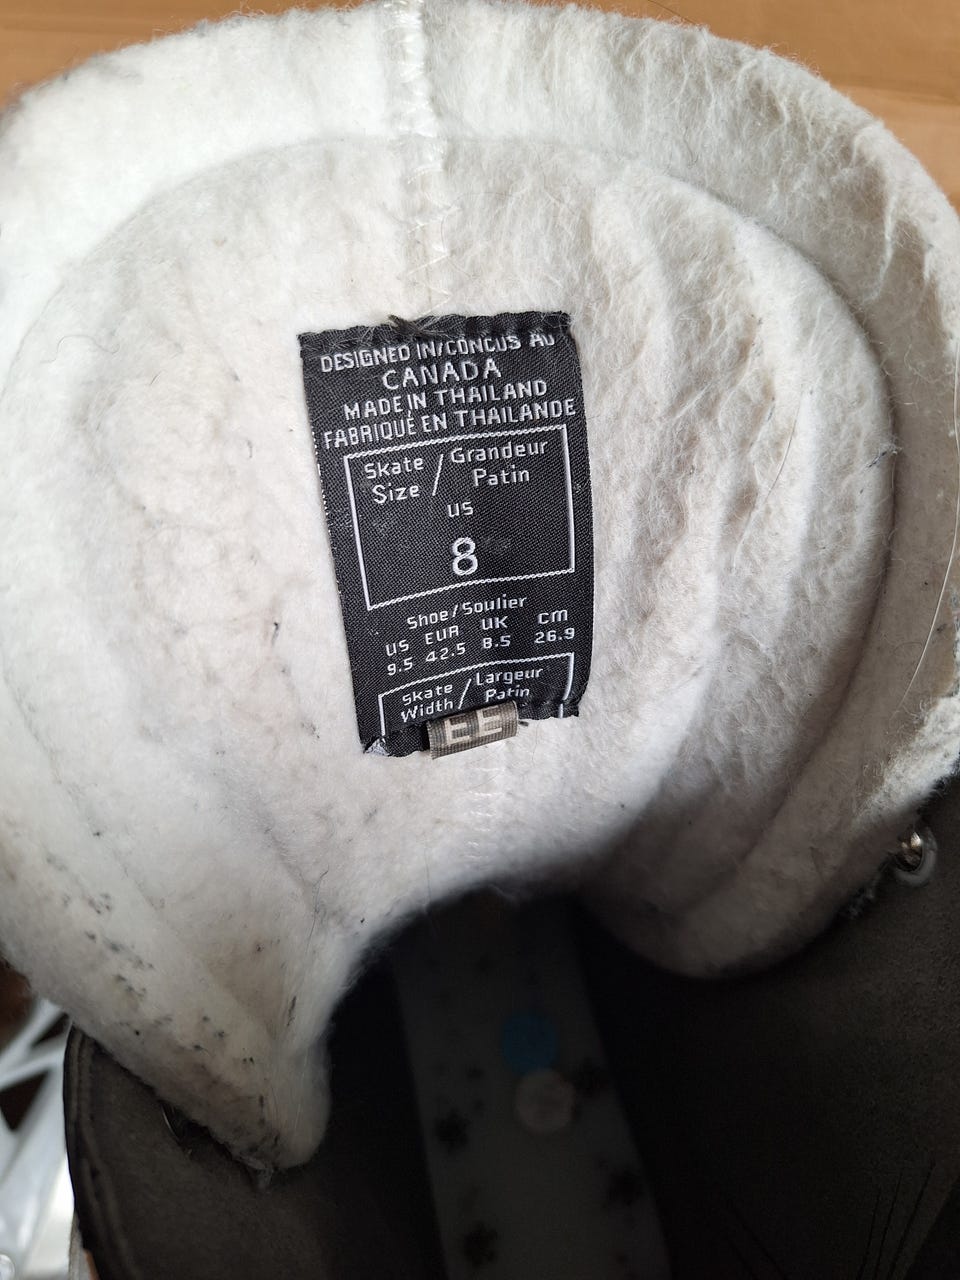 DESIGNED IN/CONCUS AU
CANADA
MADE IN THAILAND
FABRIQUÉ EN THAILANDE
Skate Size / Grandeur Patin
US
8
Shoe/Soulier
US EUR UK CM
9.5 42.5 8.5 26.9
Skate Width / Largeur Patin
EE